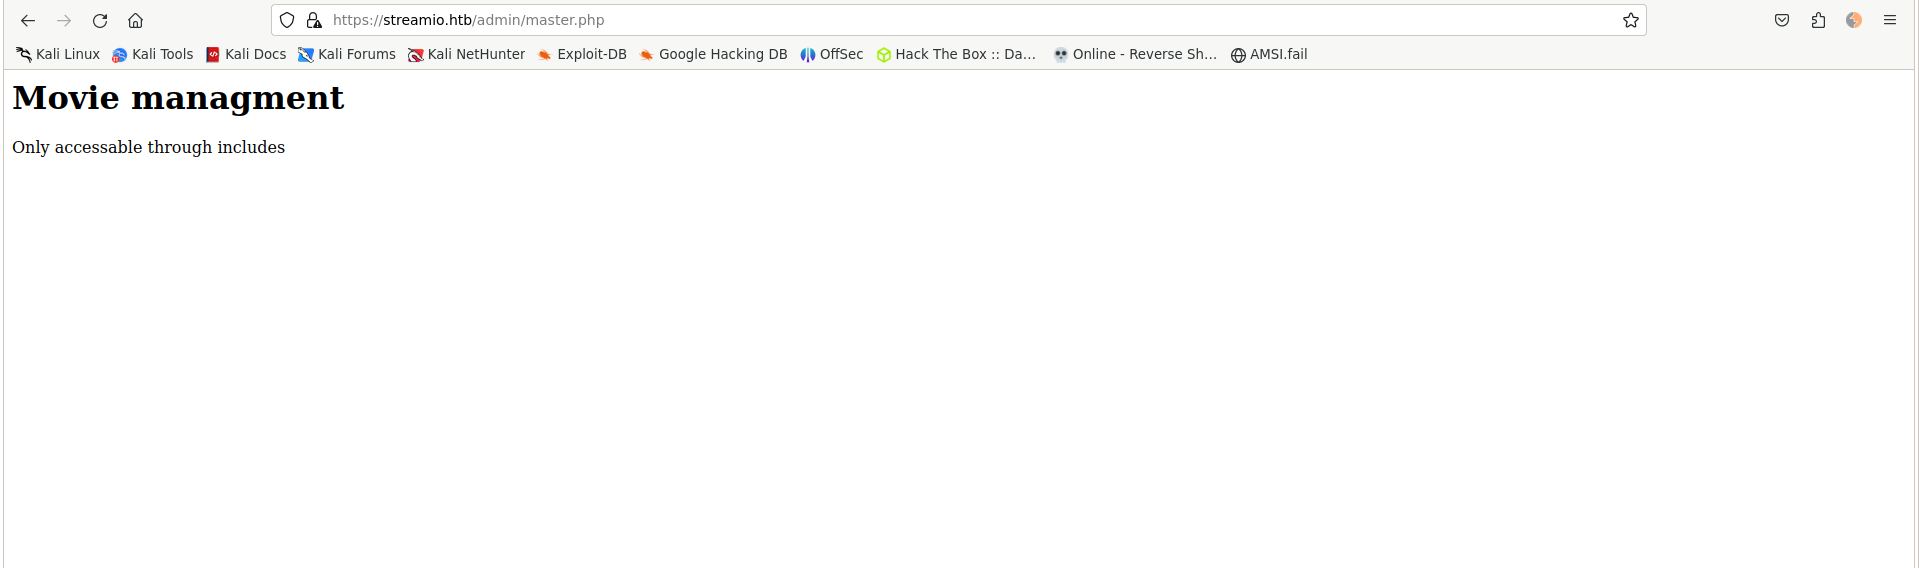 https://streamio.htb/admin/master.php
Kali Linux Kali Tools Kali Docs Kali Forums Kali NetHunter Exploit-DB Google Hacking DB OffSec Hack The Box :: Da… Online - Reverse Sh… AMSI.fail
Movie managment
Only accessable through includes